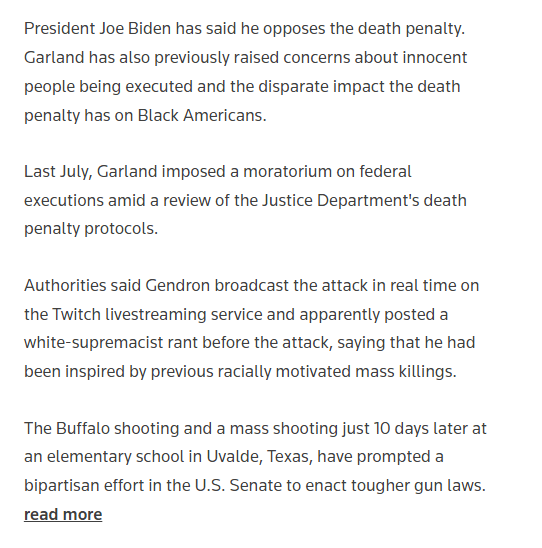 President Joe Biden has said he opposes the death penalty.
Garland has also previously raised concerns about innocent
people being executed and the disparate impact the death
penalty has on Black Americans.
Last July, Garland imposed a moratorium on federal
executions amid a review of the Justice Department's death
penalty protocols.
Authorities said Gendron broadcast the attack in real time on
the Twitch livestreaming service and apparently posted a
white-supremacist rant before the attack, saying that he had
been inspired by previous racially motivated mass killings.
The Buffalo shooting and a mass shooting just 10 days later at
an elementary school in Uvalde, Texas, have prompted a
bipartisan effort in the U.S. Senate to enact tougher gun laws.
read more